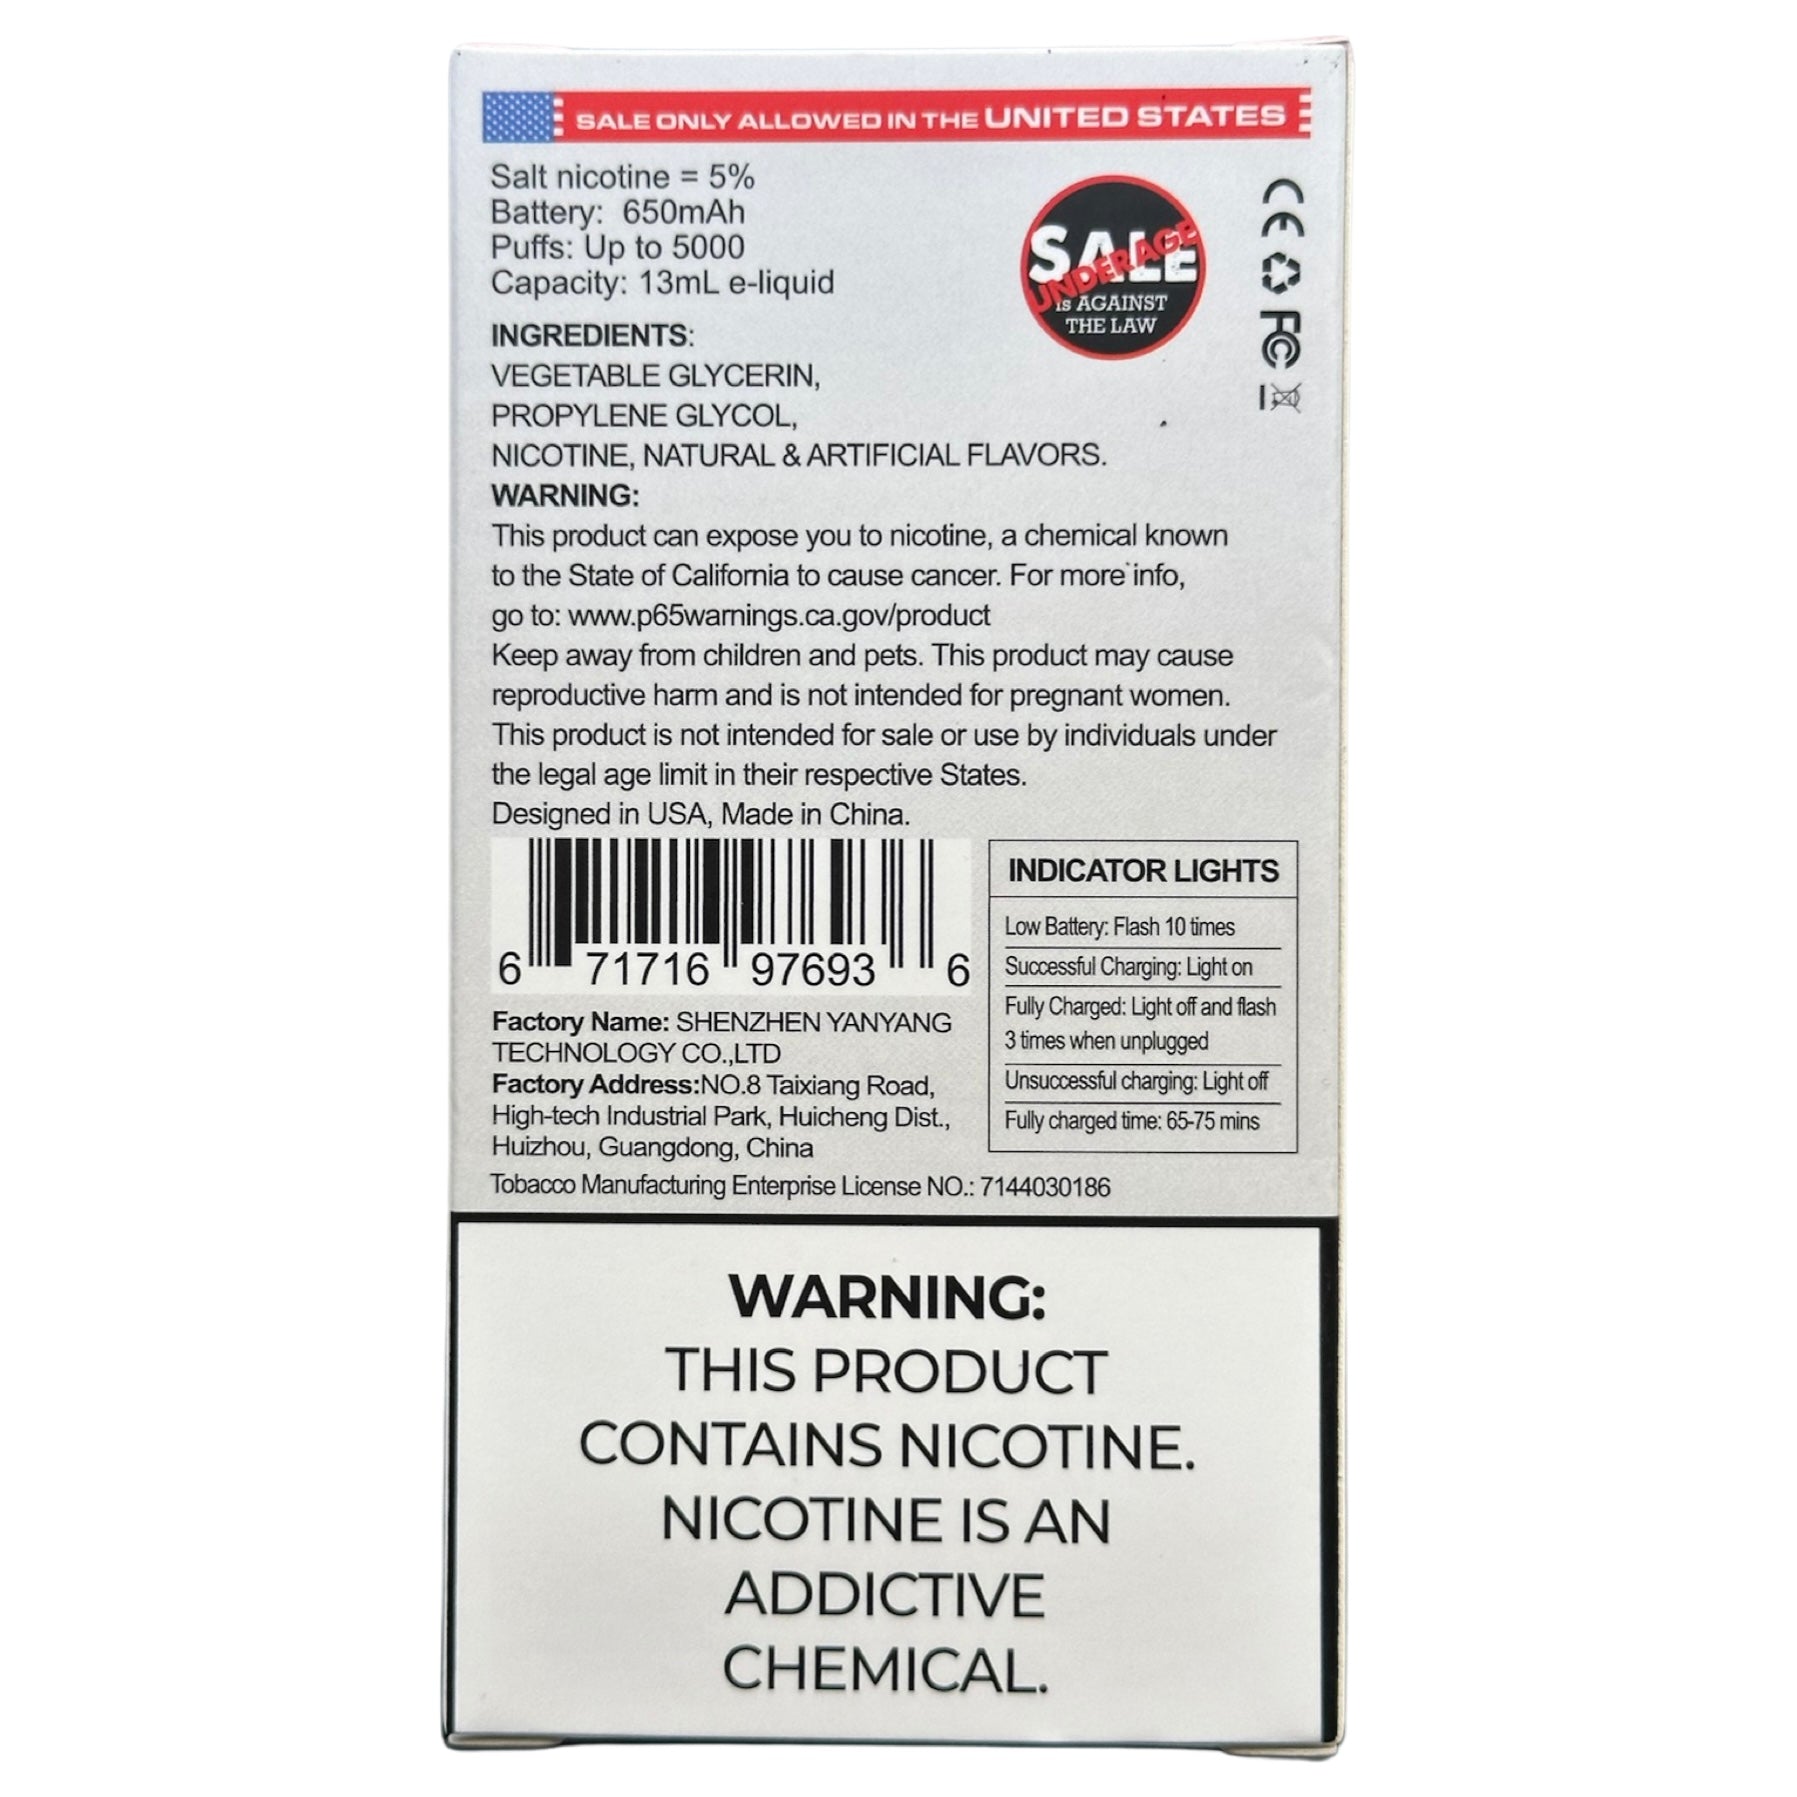 SALE ONLY ALLOWED IN THE UNITED STATES
Salt nicotine = 5%
Battery: 650mAh
Puffs: Up to 5000
Capacity: 13mL e-liquid
SALE
UNDERAGE
is AGAINST
THE LAW
CE
FC
INGREDIENTS:
VEGETABLE GLYCERIN,
PROPYLENE GLYCOL,
NICOTINE, NATURAL & ARTIFICIAL FLAVORS.
WARNING:
This product can expose you to nicotine, a chemical known
to the State of California to cause cancer. For more info,
go to: www.p65warnings.ca.gov/product
Keep away from children and pets. This product may cause
reproductive harm and is not intended for pregnant women.
This product is not intended for sale or use by individuals under
the legal age limit in their respective States.
Designed in USA, Made in China.
6 71716 97693 6
Factory Name: SHENZHEN YANYANG
TECHNOLOGY CO.,LTD
Factory Address:NO.8 Taixiang Road,
High-tech Industrial Park, Huicheng Dist.,
Huizhou, Guangdong, China
Tobacco Manufacturing Enterprise License NO.: 7144030186
INDICATOR LIGHTS
Low Battery: Flash 10 times
Successful Charging: Light on
Fully Charged: Light off and flash
3 times when unplugged
Unsuccessful charging: Light off
Fully charged time: 65-75 mins
WARNING:
THIS PRODUCT
CONTAINS NICOTINE.
NICOTINE IS AN
ADDICTIVE
CHEMICAL.